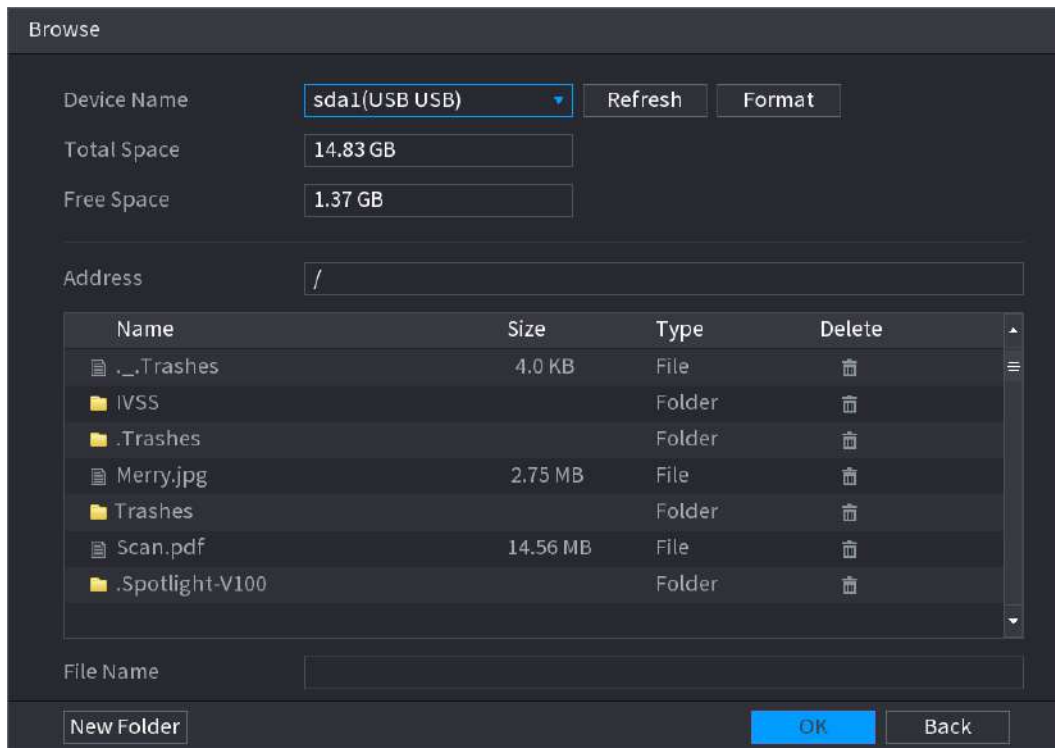 Browse
Device Name sda1(USB USB) Refresh Format
Total Space 14.83 GB
Free Space 1.37 GB
Address /
Name Size Type Delete
._.Trashes 4.0 KB File
IVSS Folder
.Trashes Folder
Merry.jpg 2.75 MB File
Trashes Folder
Scan.pdf 14.56 MB File
.Spotlight-V100 Folder
File Name
New Folder OK Back